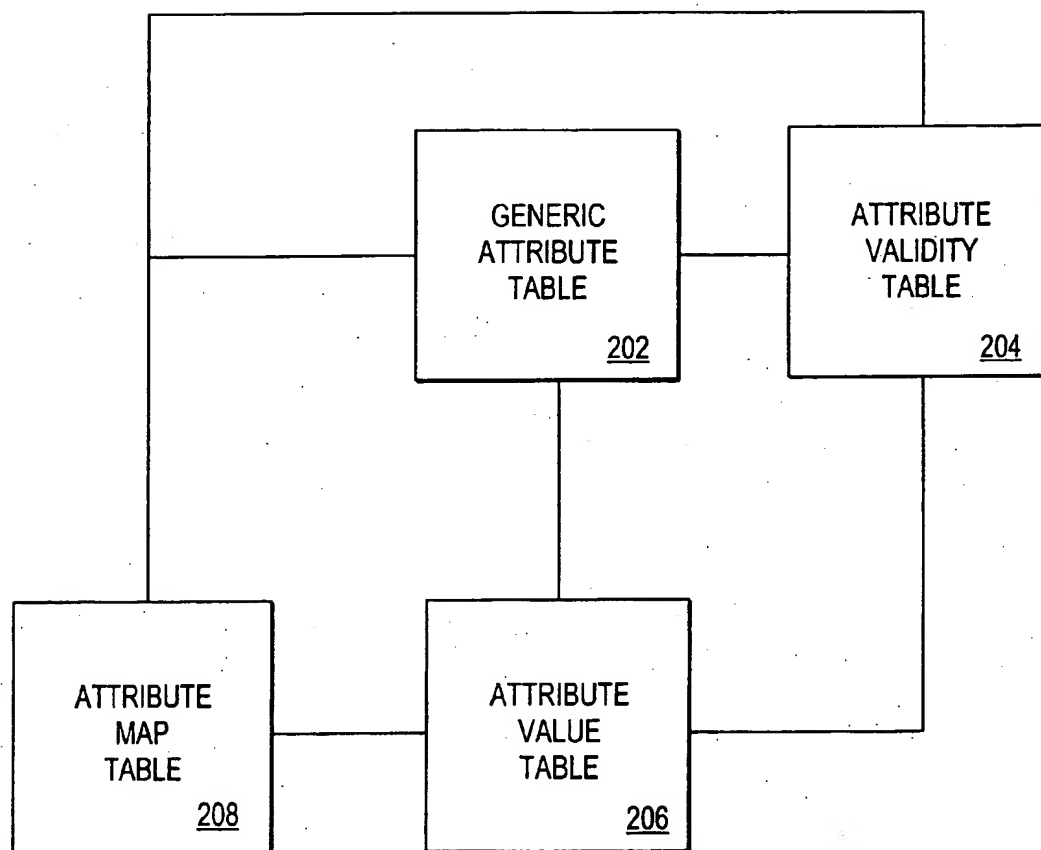 GENERIC
ATTRIBUTE
TABLE
202
ATTRIBUTE
VALIDITY
TABLE
204
ATTRIBUTE
MAP
TABLE
208
ATTRIBUTE
VALUE
TABLE
206